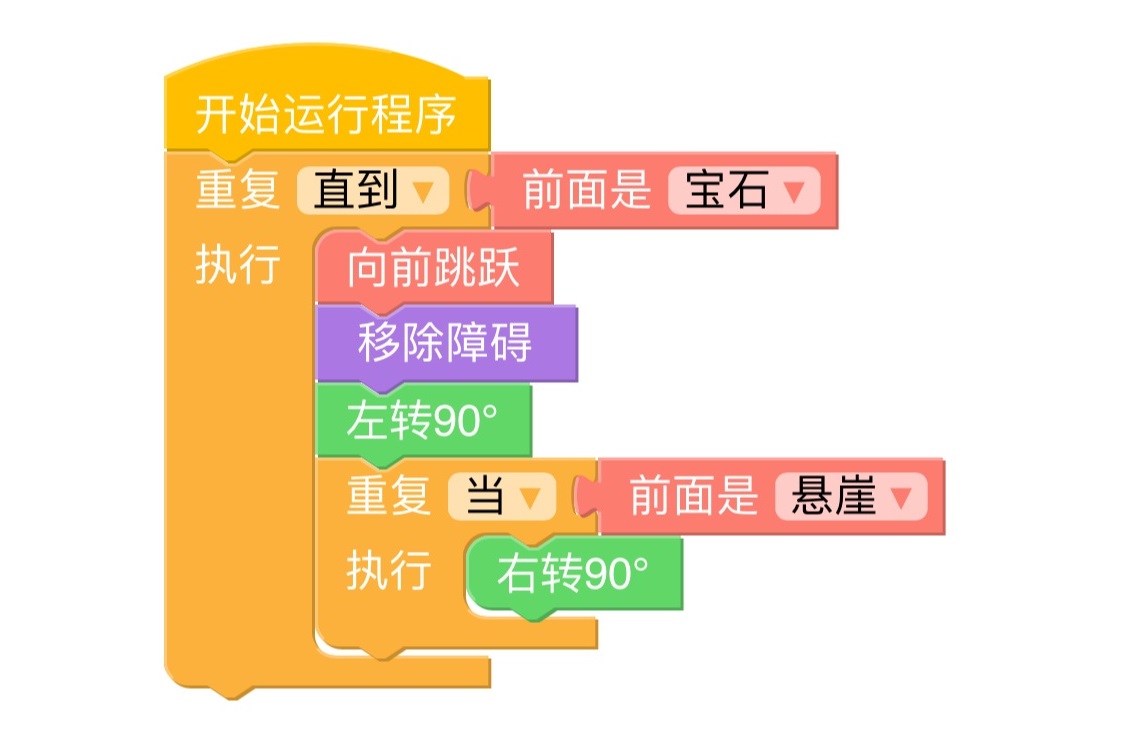 开始运行程序
重复 直到 前面是 宝石
执行 向前跳跃
移除障碍
左转90°
重复 当 前面是 悬崖
执行 右转90°